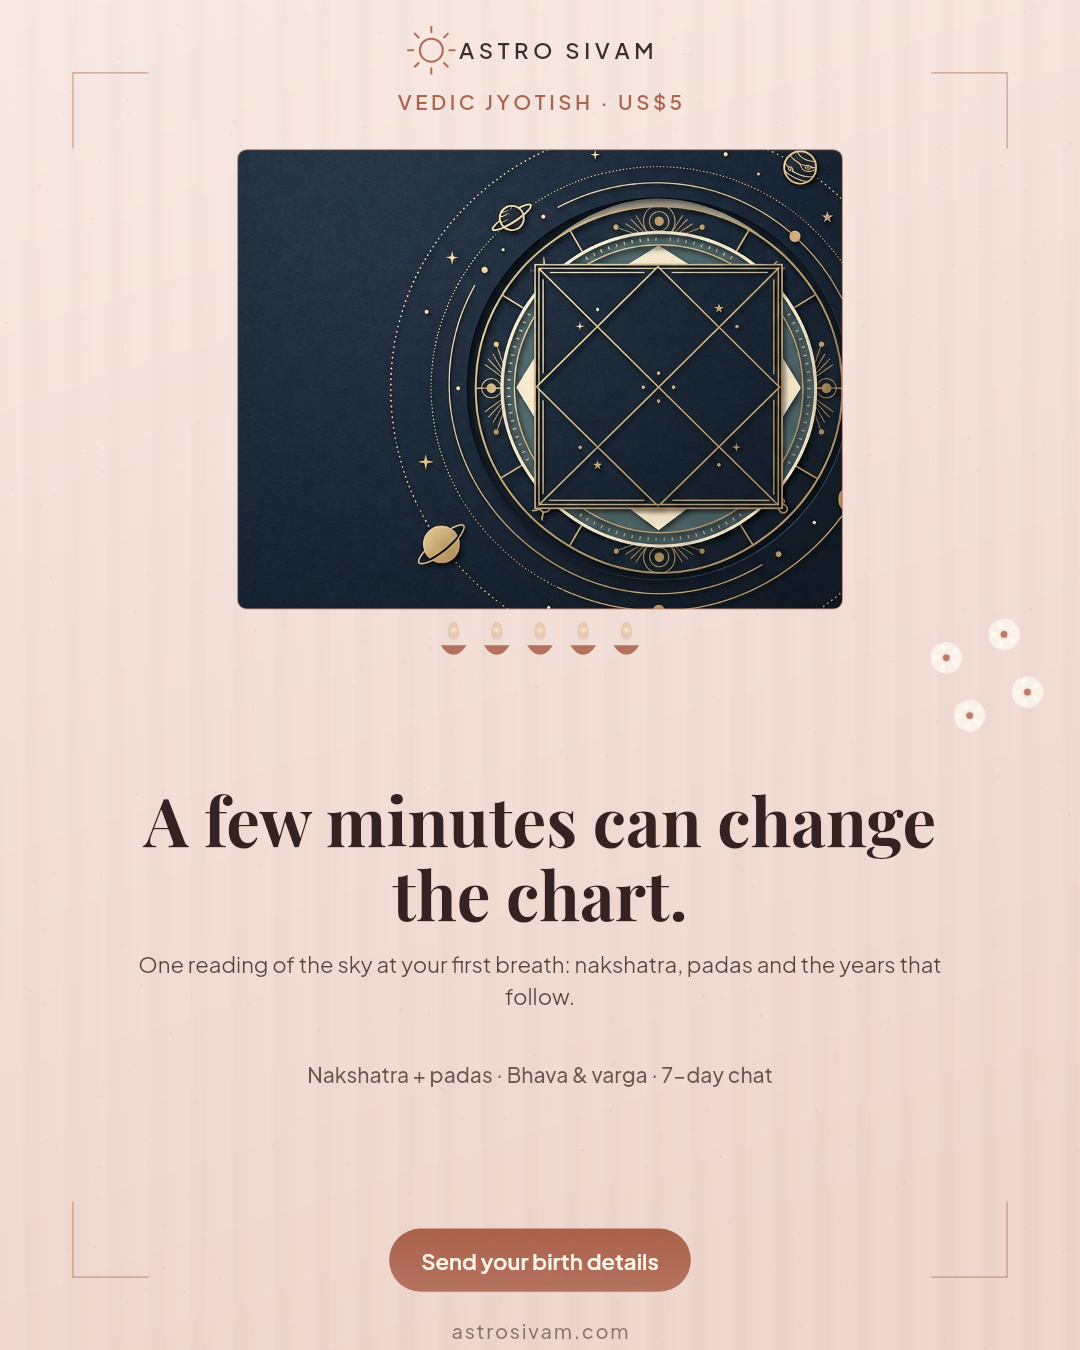 ASTRO SIVAM
VEDIC JYOTISH · US$5
A few minutes can change
the chart.
One reading of the sky at your first breath: nakshatra, padas and the years that
follow.
Nakshatra + padas · Bhava & varga · 7–day chat
Send your birth details
astrosivam.com